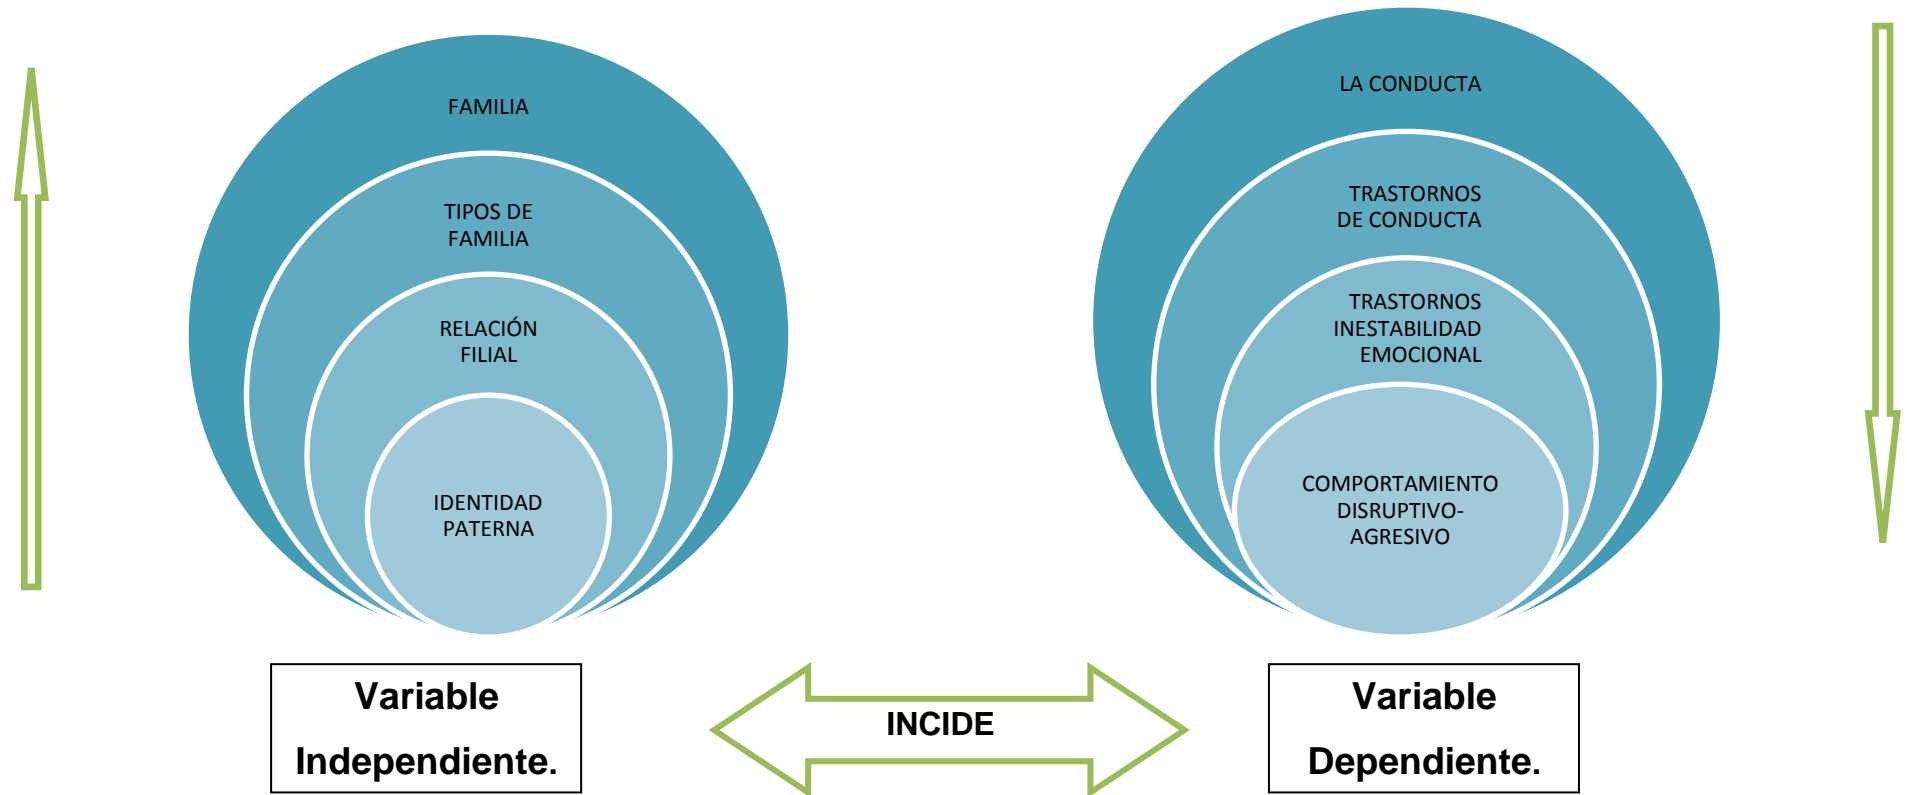 FAMILIA
TIPOS DE
FAMILIA
RELACIÓN
FILIAL
IDENTIDAD
PATERNA
LA CONDUCTA
TRASTORNOS
DE CONDUCTA
TRASTORNOS
INESTABILIDAD
EMOCIONAL
COMPORTAMIENTO
DISRUPTIVO-
AGRESIVO
Variable
Independiente.
INCIDE
Variable
Dependiente.